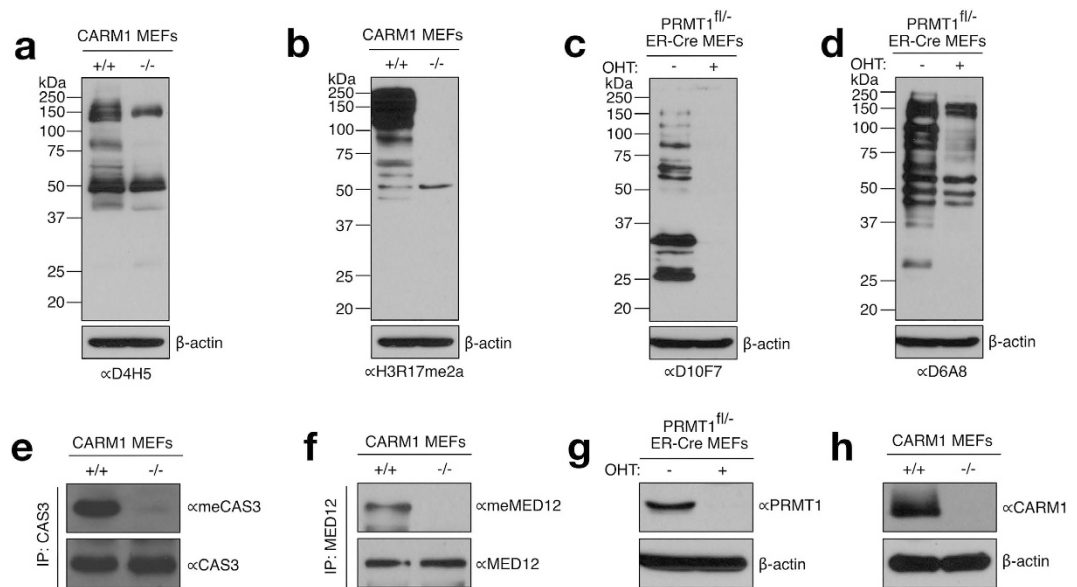 a
CARM1 MEFs
+/+ -/-
kDa
250
150
100
75
50
37
25
20
β-actin
∝D4H5
b
CARM1 MEFs
+/+ -/-
kDa
250
150
100
75
50
37
25
20
β-actin
∝H3R17me2a
c
PRMT1fl/-
ER-Cre MEFs
OHT: - +
kDa
250
150
100
75
50
37
25
20
β-actin
∝D10F7
d
PRMT1fl/-
ER-Cre MEFs
OHT: - +
kDa
250
150
100
75
50
37
25
20
β-actin
∝D6A8
e
CARM1 MEFs
+/+ -/-
IP: CAS3
∝meCAS3
∝CAS3
f
CARM1 MEFs
+/+ -/-
IP: MED12
∝meMED12
∝MED12
g
PRMT1fl/-
ER-Cre MEFs
OHT: - +
∝PRMT1
β-actin
h
CARM1 MEFs
+/+ -/-
∝CARM1
β-actin